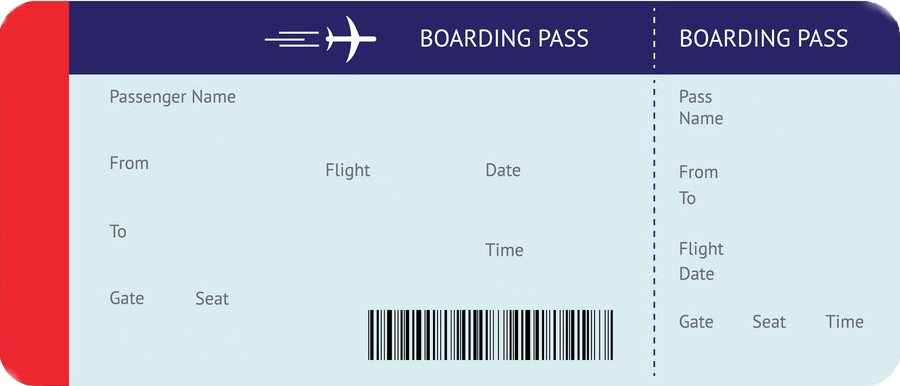 BOARDING PASS
Passenger Name
From
Flight
Date
To
Time
Gate Seat
BOARDING PASS
Pass
Name
From
To
Flight
Date
Gate Seat Time